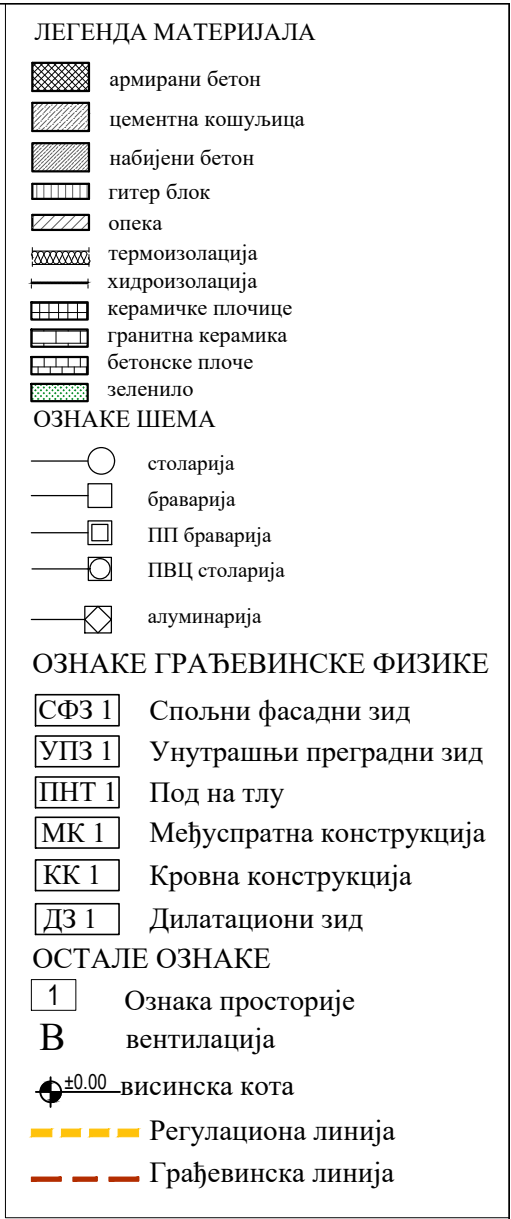 ЛЕГЕНДА МАТЕРИЈАЛА
армирани бетон
цементна кошуљица
набијени бетон
гитер блок
опека
термоизолација
хидроизолација
керамичке плочице
гранитна керамика
бетонске плоче
зеленило
ОЗНАКЕ ШЕМА
столарија
браварија
ПП браварија
ПВЦ столарија
алуминарија
ОЗНАКЕ ГРАЂЕВИНСКЕ ФИЗИКЕ
СФЗ 1 Спољни фасадни зид
УПЗ 1 Унутрашњи преградни зид
ПНТ 1 Под на тлу
МК 1 Међуспратна конструкција
КК 1 Кровна конструкција
ДЗ 1 Дилатациони зид
ОСТАЛЕ ОЗНАКЕ
1 Ознака просторије
В вентилација
±0.00 висинска кота
Регулациона линија
Грађевинска линија